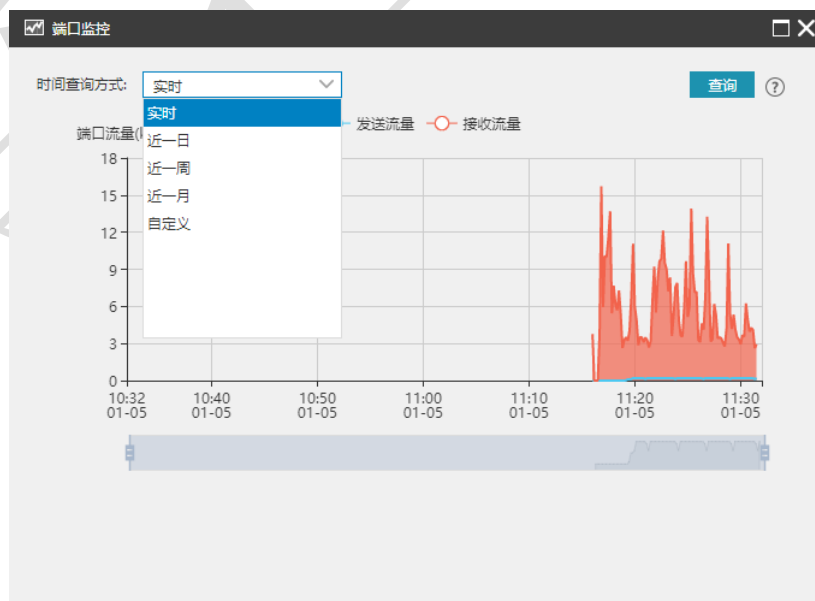 端口监控
时间查询方式: 实时
查询 ?
实时
近一日
近一周
近一月
自定义
端口流量(
发送流量 接收流量
18
15
12
9
6
3
0
10:32 10:40 10:50 11:00 11:10 11:20 11:30
01-05 01-05 01-05 01-05 01-05 01-05 01-05